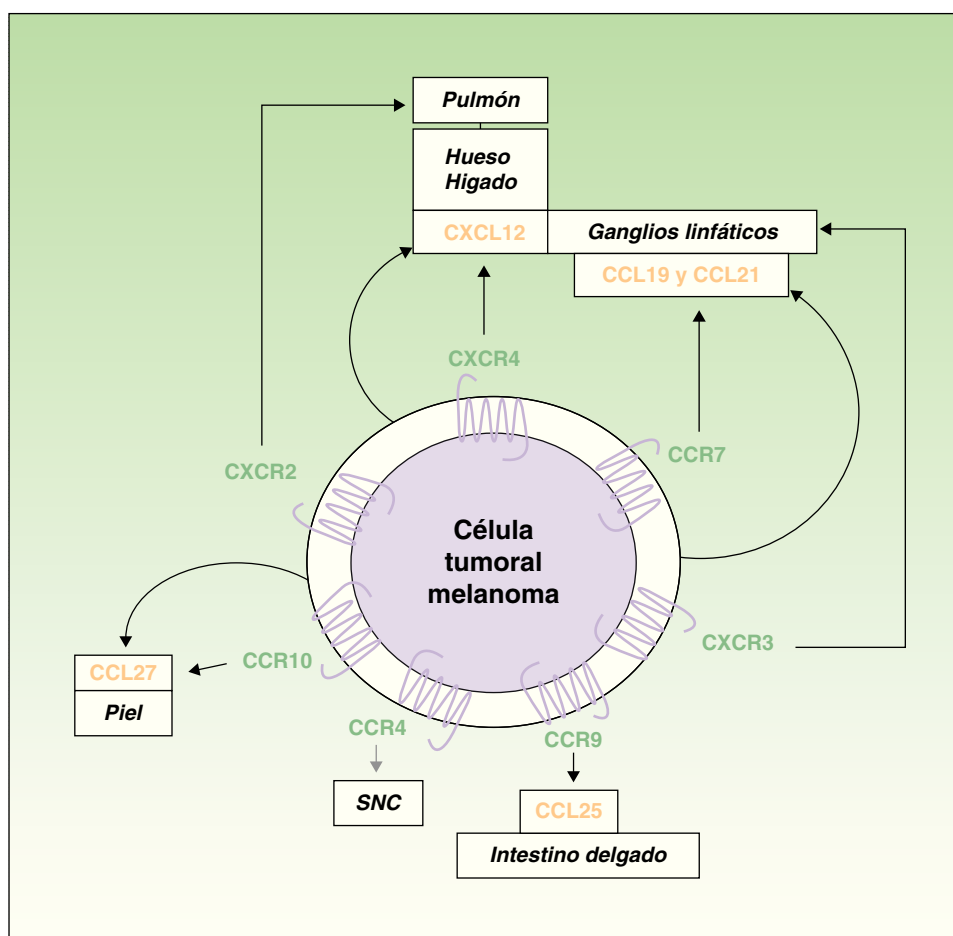 Pulmón
Hueso
Higado
CXCL12
Ganglios linfáticos
CCL19 y CCL21
CXCR4
CCR7
CXCR2
Célula
tumoral
melanoma
CXCR3
CCL27
CCR10
Piel
CCR4
CCR9
SNC
CCL25
Intestino delgado